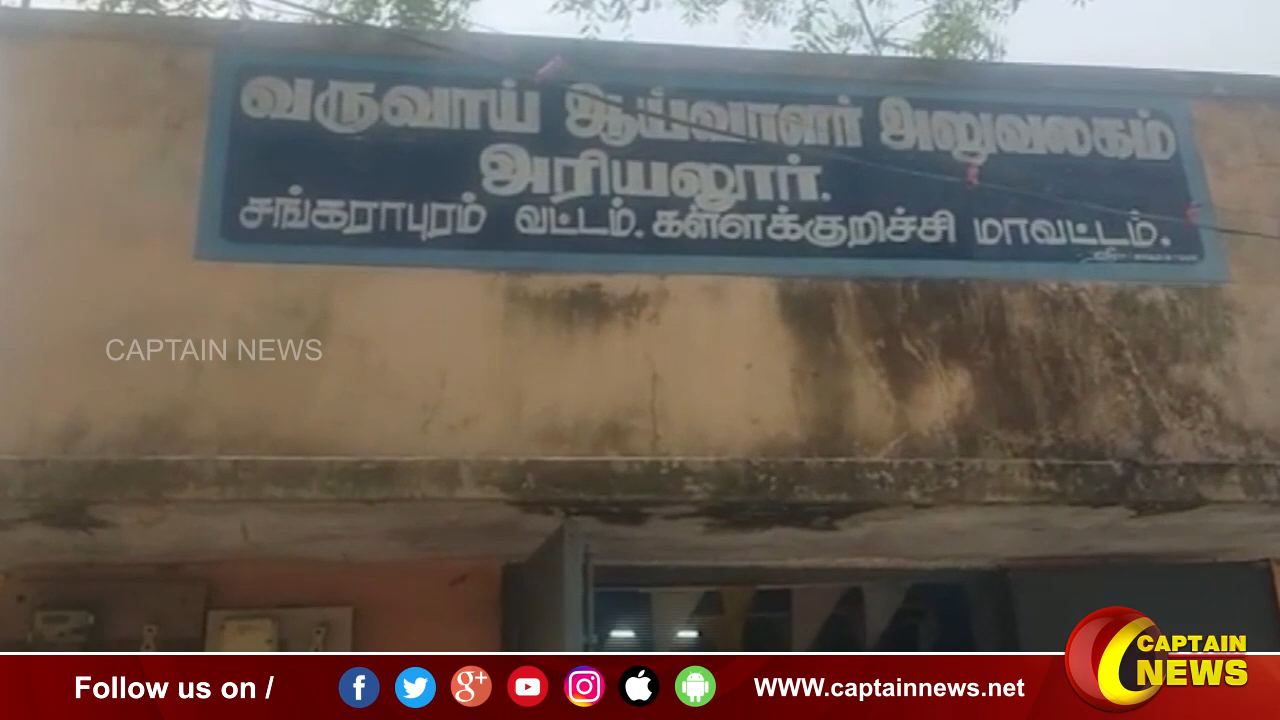 வருவாய் ஆய்வாளர் அலுவலகம்
அரியலூர்.
சங்கராபுரம் வட்டம். கள்ளக்குறிச்சி மாவட்டம்.
CAPTAIN NEWS
Follow us on / WWW.captainnews.net
CAPTAIN
NEWS